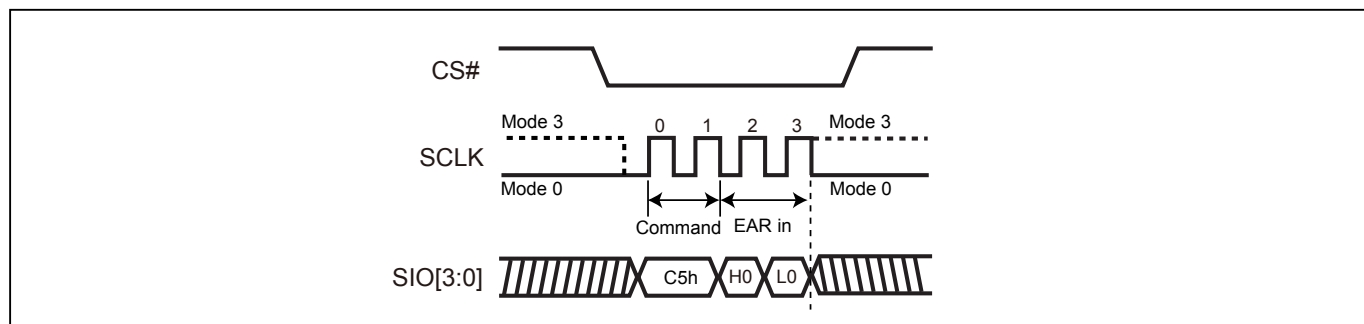 CS#
Mode 3
0 1 2 3
Mode 3
SCLK
Mode 0
Mode 0
Command
EAR in
SIO[3:0]
C5h
H0
L0